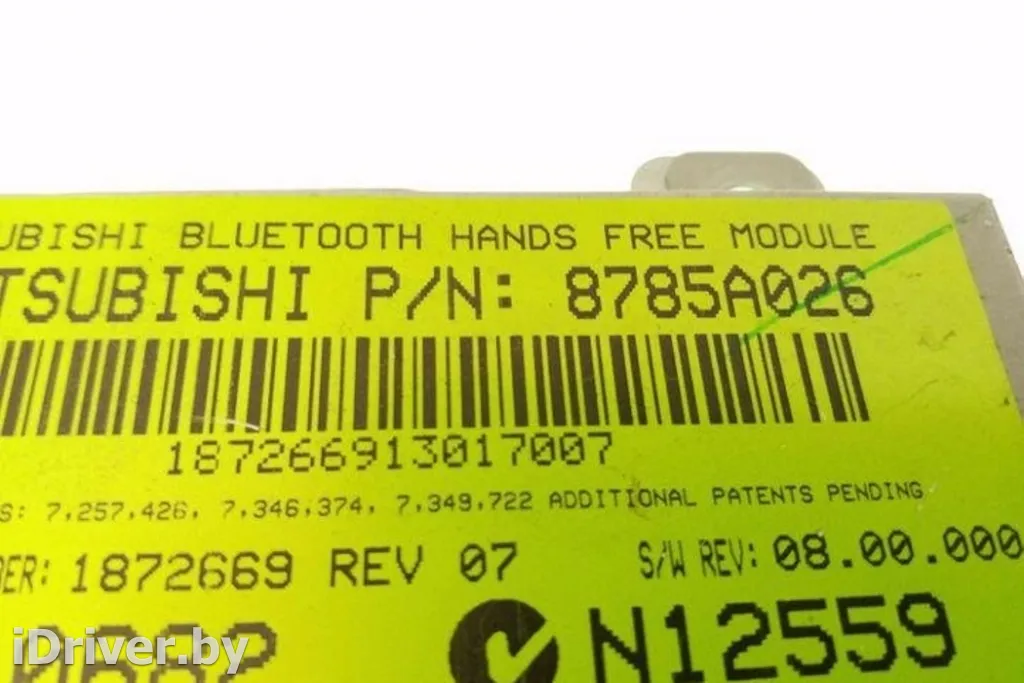 UBISHI BLUETOOTH HANDS FREE MODULE
TSUBISHI P/N: 8785A026
187266913017007
S: 7,257,426, 7,346,374, 7,349,722 ADDITIONAL PATENTS PENDING
BER: 1872669 REV 07 S/W REV: 08.00.000
N12559
iDriver.by